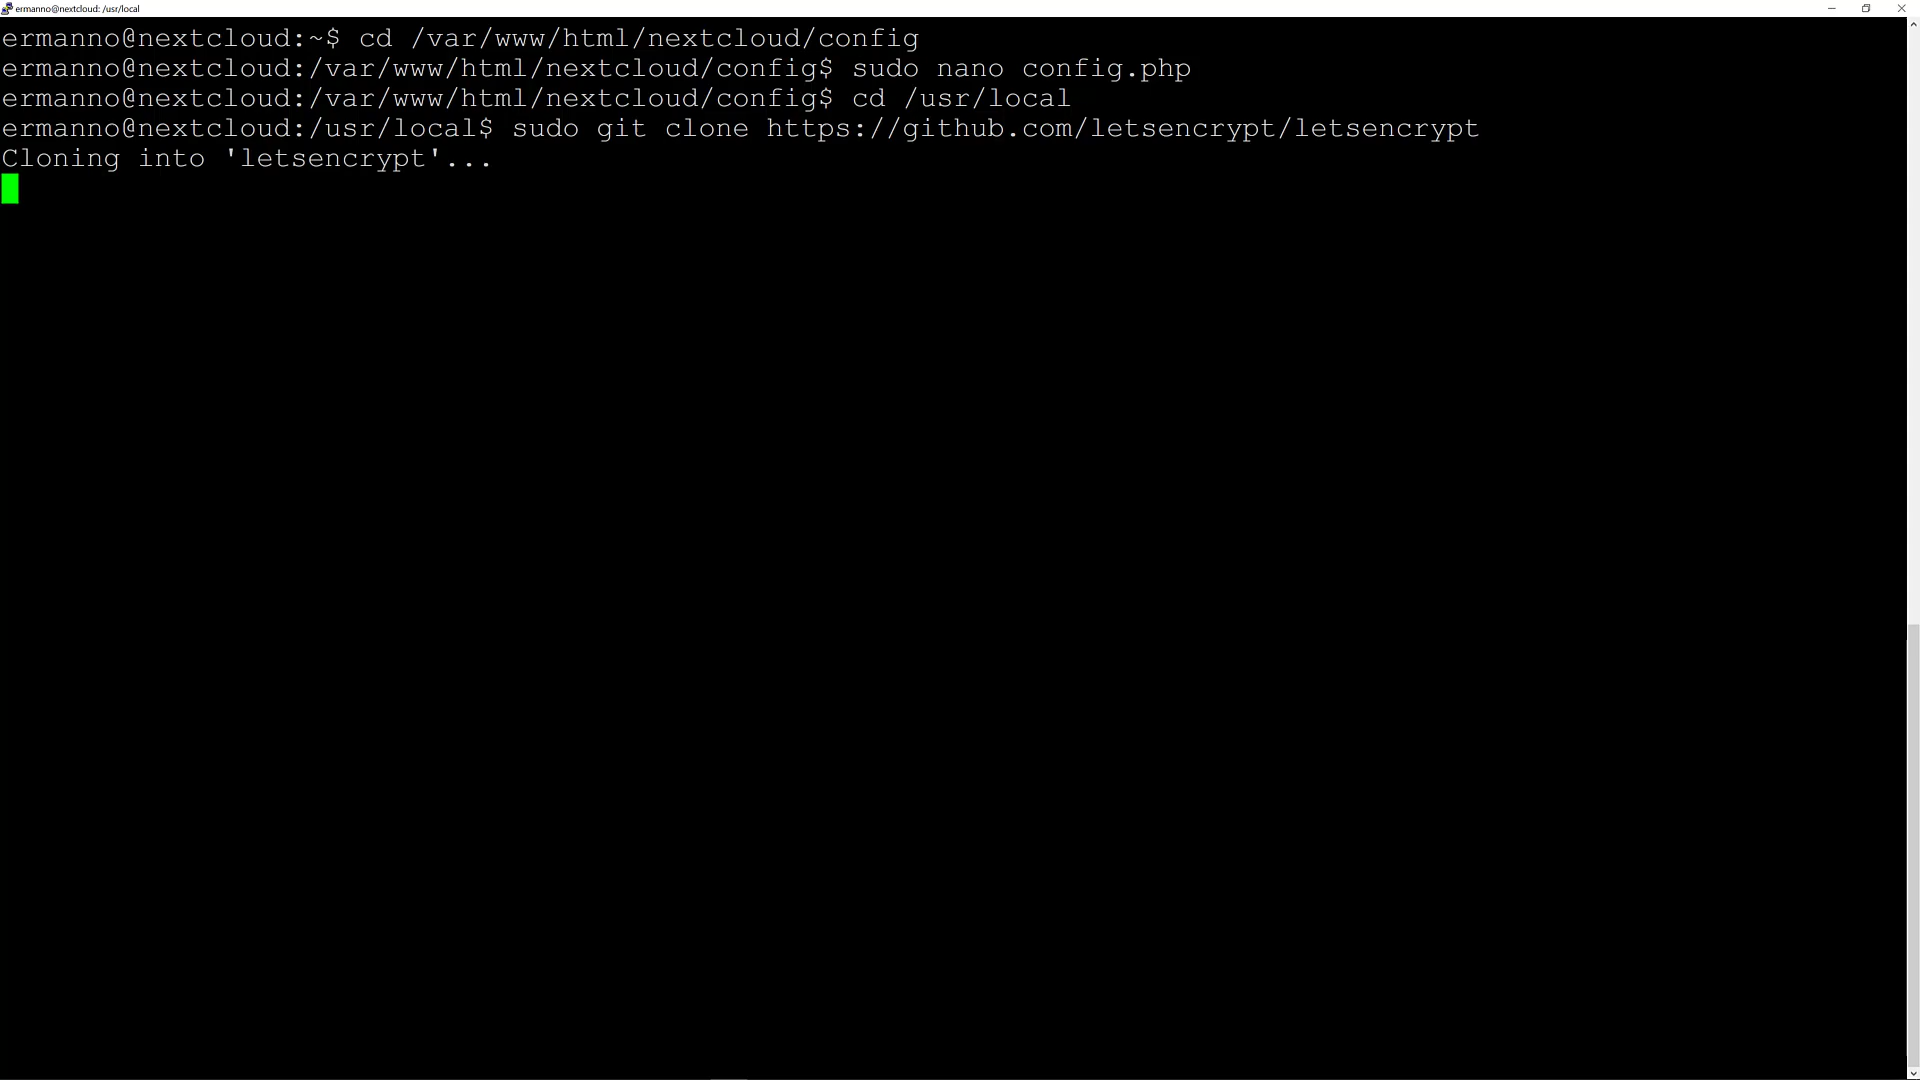 ermanno@nextcloud: /usr/local
ermanno@nextcloud:~$ cd /var/www/html/nextcloud/config
ermanno@nextcloud:/var/www/html/nextcloud/config$ sudo nano config.php
ermanno@nextcloud:/var/www/html/nextcloud/config$ cd /usr/local
ermanno@nextcloud:/usr/local$ sudo git clone https://github.com/letsencrypt/letsencrypt
Cloning into 'letsencrypt'...